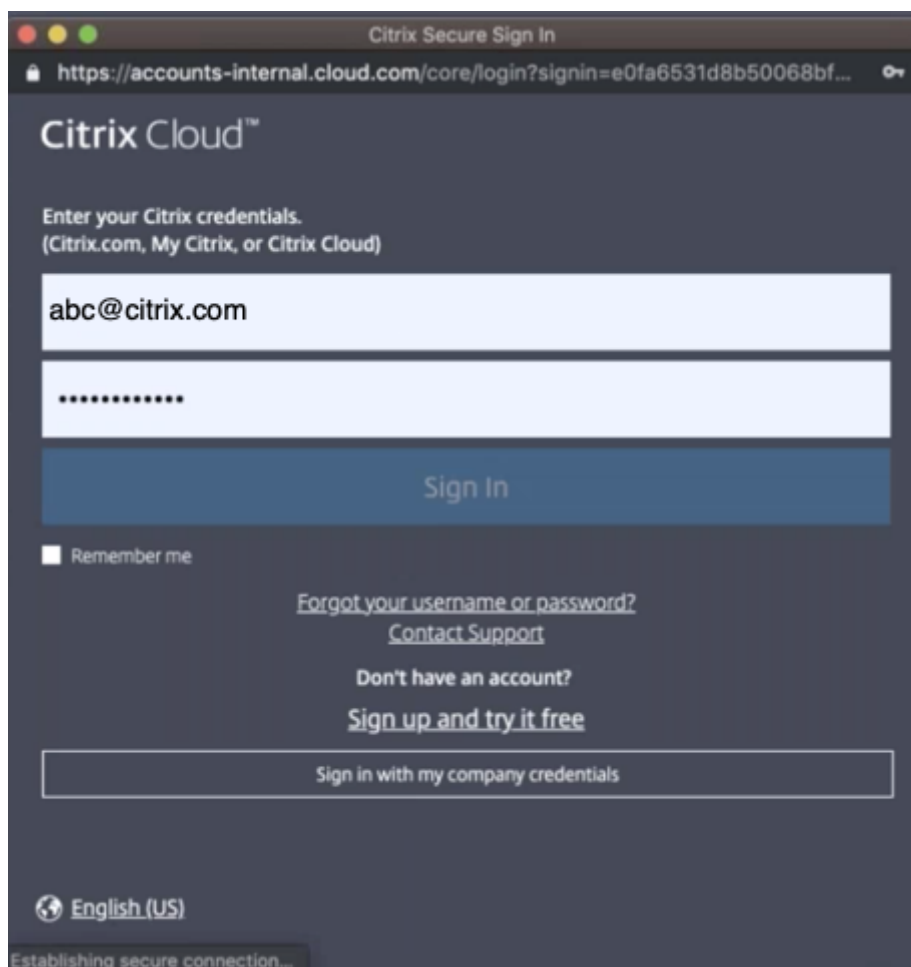 Citrix Secure Sign In
https://accounts-internal.cloud.com/core/login?signin=e0fa6531d8b50068bf...
Citrix Cloud™
Enter your Citrix credentials.
(Citrix.com, My Citrix, or Citrix Cloud)
abc@citrix.com
••••••••••••
Sign In
Remember me
Forgot your username or password?
Contact Support
Don't have an account?
Sign up and try it free
Sign in with my company credentials
English (US)
Establishing secure connection...